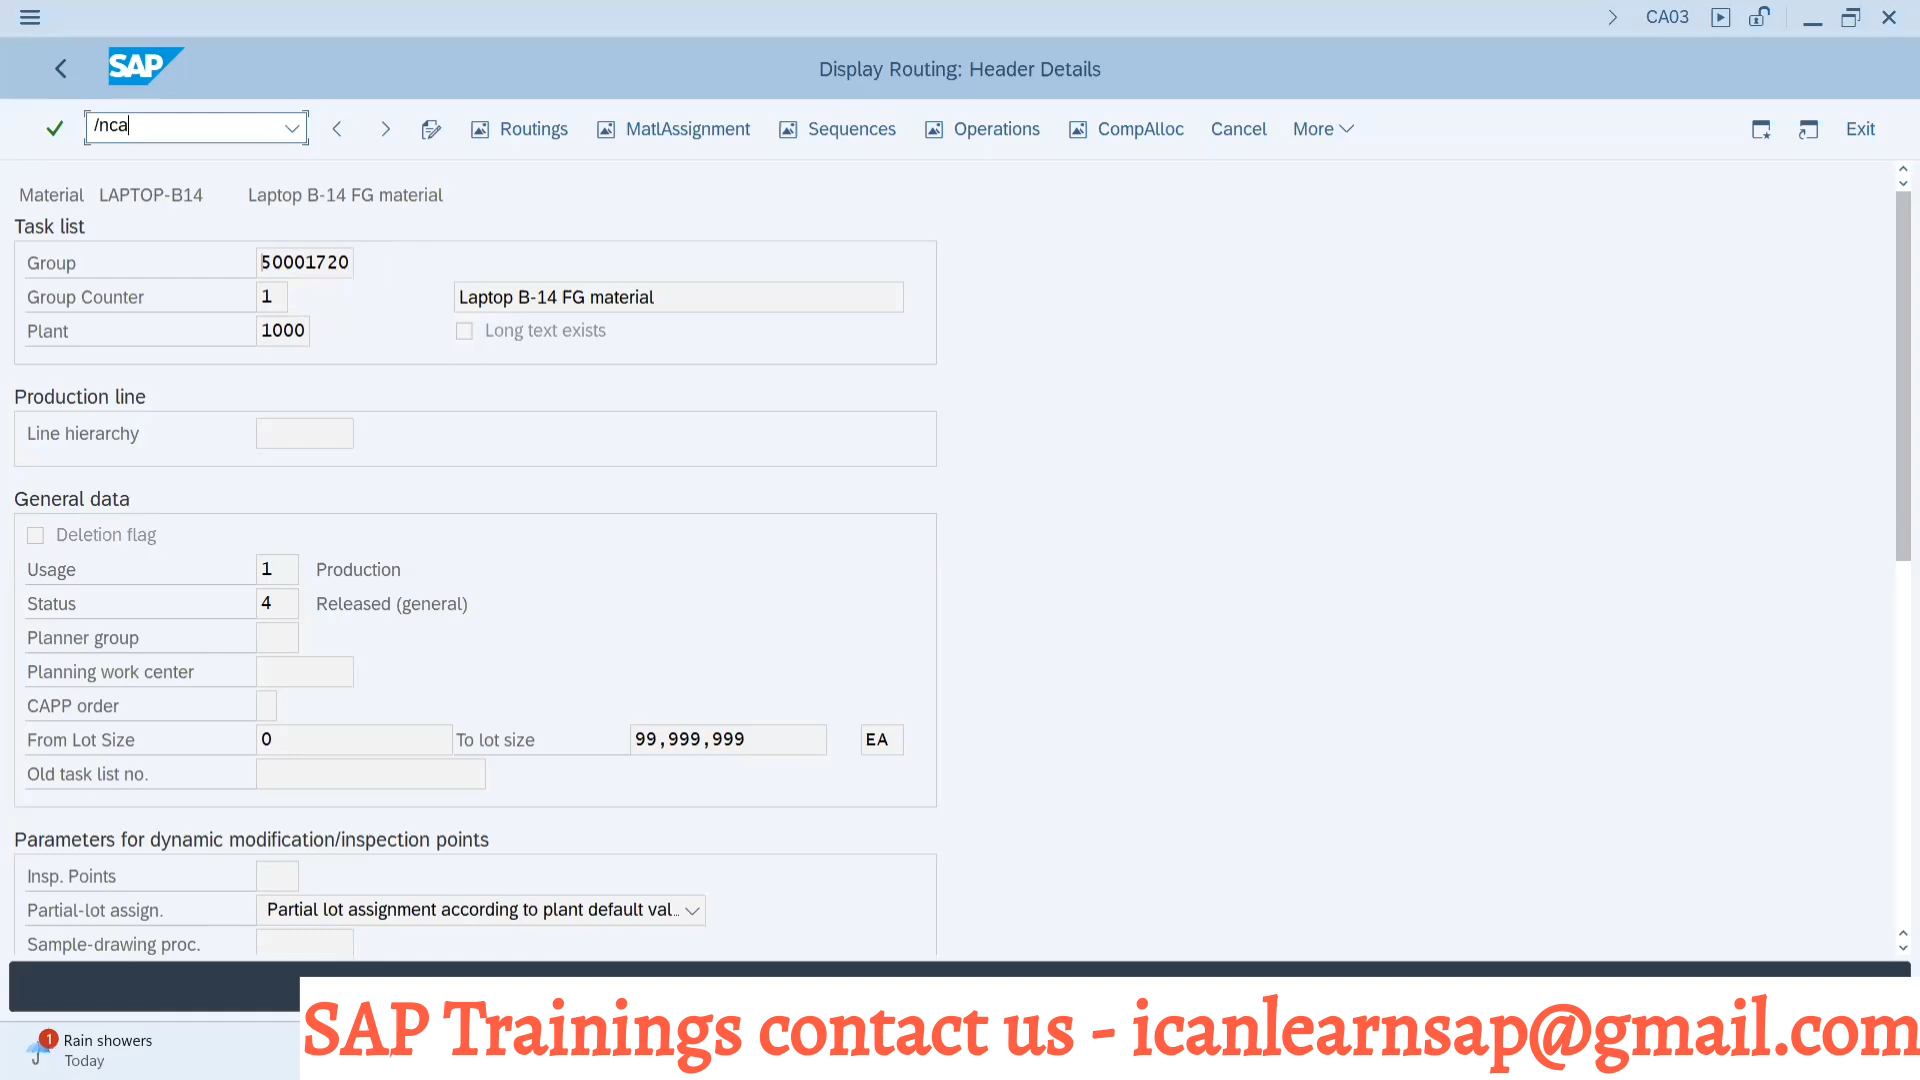 CA03
SAP
Display Routing: Header Details
/nca
Routings
MatlAssignment
Sequences
Operations
CompAlloc
Cancel
More
Exit
Material LAPTOP-B14 Laptop B-14 FG material
Task list
Group 50001720
Group Counter 1 Laptop B-14 FG material
Plant 1000 Long text exists
Production line
Line hierarchy
General data
Deletion flag
Usage 1 Production
Status 4 Released (general)
Planner group
Planning work center
CAPP order
From Lot Size 0 To lot size 99,999,999 EA
Old task list no.
Parameters for dynamic modification/inspection points
Insp. Points
Partial-lot assign. Partial lot assignment according to plant default val...
Sample-drawing proc.
1
Rain showers
Today
SAP Trainings contact us - icanlearnsap@gmail.com